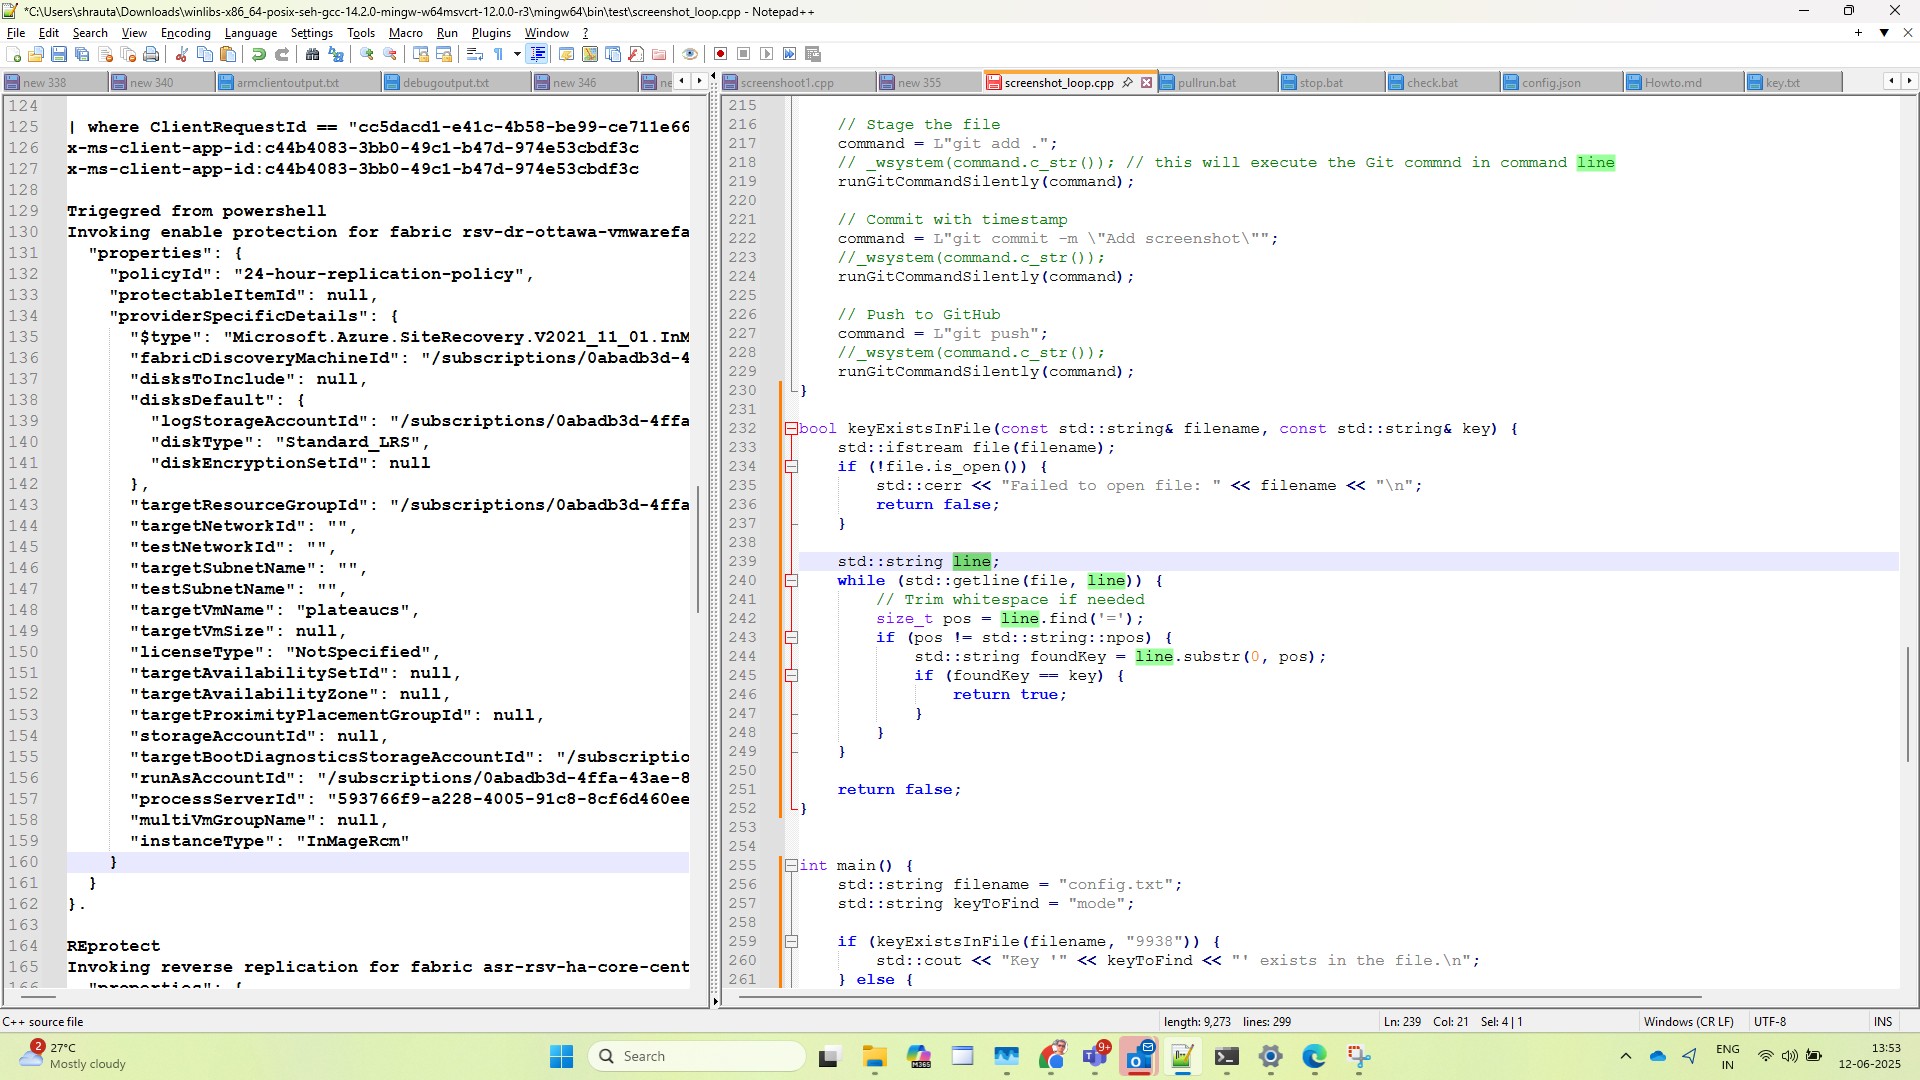 *C:\Users\shrauta\Downloads\winlibs-x86_64-posix-seh-gcc-14.2.0-mingw-w64msvcrt-12.0.0-r3\mingw64\bin\test\screenshot_loop.cpp - Notepad++
File Edit Search View Encoding Language Settings Tools Macro Run Plugins Window ?
new 338 new 340 armclientoutput.txt debugoutput.txt new 346 ne
124
125 | where ClientRequestId == "cc5dacd1-e41c-4b58-be99-ce711e66
126 x-ms-client-app-id:c44b4083-3bb0-49c1-b47d-974e53cbdf3c
127 x-ms-client-app-id:c44b4083-3bb0-49c1-b47d-974e53cbdf3c
128
129 Trigegred from powershell
130 Invoking enable protection for fabric rsv-dr-ottawa-vmwarefa
131 "properties": {
132 "policyId": "24-hour-replication-policy",
133 "protectableItemId": null,
134 "providerSpecificDetails": {
135 "$type": "Microsoft.Azure.SiteRecovery.V2021_11_01.InM
136 "fabricDiscoveryMachineId": "/subscriptions/0abadb3d-4
137 "disksToInclude": null,
138 "disksDefault": {
139 "logStorageAccountId": "/subscriptions/0abadb3d-4ffa
140 "diskType": "Standard_LRS",
141 "diskEncryptionSetId": null
142 },
143 "targetResourceGroupId": "/subscriptions/0abadb3d-4ffa
144 "targetNetworkId": "",
145 "testNetworkId": "",
146 "targetSubnetName": "",
147 "testSubnetName": "",
148 "targetVmName": "plateaucs",
149 "targetVmSize": null,
150 "licenseType": "NotSpecified",
151 "targetAvailabilitySetId": null,
152 "targetAvailabilityZone": null,
153 "targetProximityPlacementGroupId": null,
154 "storageAccountId": null,
155 "targetBootDiagnosticsStorageAccountId": "/subscriptio
156 "runAsAccountId": "/subscriptions/0abadb3d-4ffa-43ae-8
157 "processServerId": "593766f9-a228-4005-91c8-8cf6d460ee
158 "multiVmGroupName": null,
159 "instanceType": "InMageRcm"
160 }
161 }
162 }.
163
164 REprotect
165 Invoking reverse replication for fabric asr-rsv-ha-core-cent
166 "properties": {
screenshoot1.cpp new 355 screenshot_loop.cpp pullrun.bat stop.bat check.bat config.json Howto.md key.txt
215
216 // Stage the file
217 command = L"git add .";
218 // _wsystem(command.c_str()); // this will execute the Git commnd in command line
219 runGitCommandSilently(command);
220
221 // Commit with timestamp
222 command = L"git commit -m \"Add screenshot\"";
223 //_wsystem(command.c_str());
224 runGitCommandSilently(command);
225
226 // Push to GitHub
227 command = L"git push";
228 //_wsystem(command.c_str());
229 runGitCommandSilently(command);
230 }
231
232 bool keyExistsInFile(const std::string& filename, const std::string& key) {
233 std::ifstream file(filename);
234 if (!file.is_open()) {
235 std::cerr << "Failed to open file: " << filename << "\n";
236 return false;
237 }
238
239 std::string line;
240 while (std::getline(file, line)) {
241 // Trim whitespace if needed
242 size_t pos = line.find('=');
243 if (pos != std::string::npos) {
244 std::string foundKey = line.substr(0, pos);
245 if (foundKey == key) {
246 return true;
247 }
248 }
249 }
250
251 return false;
252 }
253
254
255 int main() {
256 std::string filename = "config.txt";
257 std::string keyToFind = "mode";
258
259 if (keyExistsInFile(filename, "9938")) {
260 std::cout << "Key '" << keyToFind << "' exists in the file.\n";
261 } else {
C++ source file length: 9,273 lines: 299 Ln: 239 Col: 21 Sel: 4 | 1 Windows (CR LF) UTF-8 INS
2 27°C
Mostly cloudy
Search
M365
9+
ENG
IN
13:53
12-06-2025